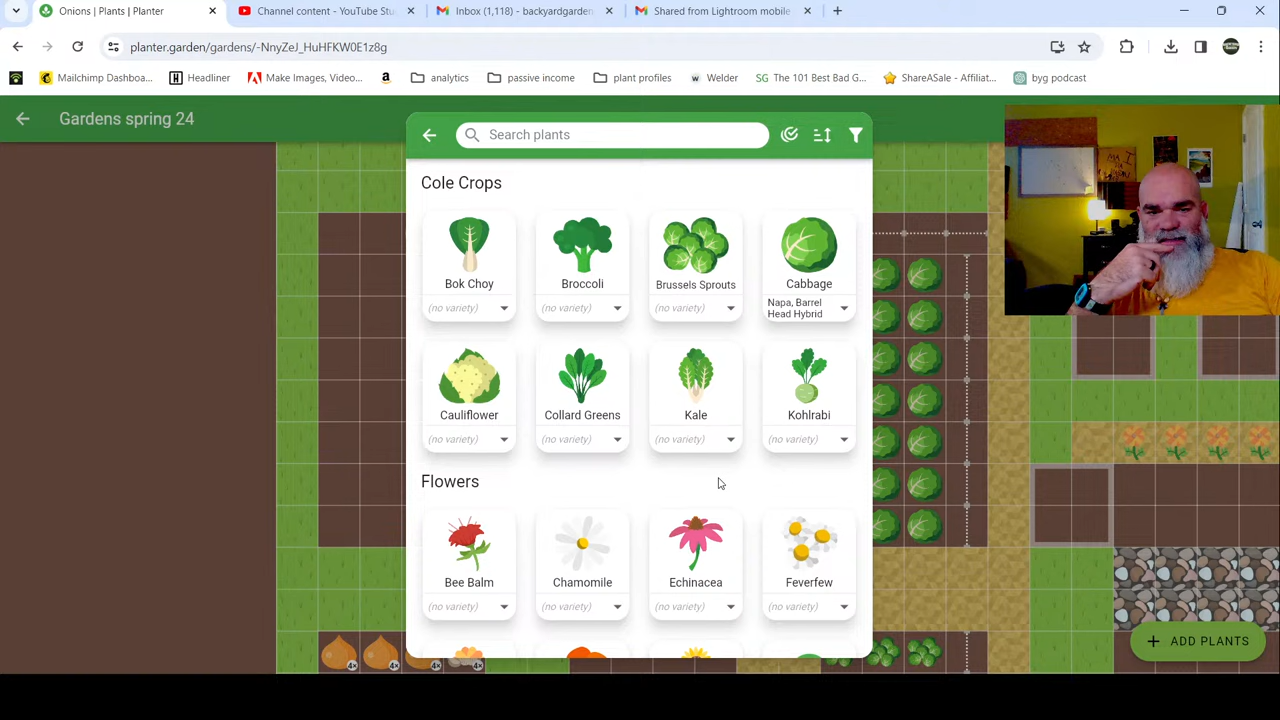 Onions | Plants | Planter
Channel content - YouTube Stu
Inbox (1,118) - backyardgarden
Shared from Lightroom mobile
planter.garden/gardens/-NnyZeJ_HuHFKW0E1z8g
Mailchimp Dashboa...
Headliner
Make Images, Video...
analytics
passive income
plant profiles
Welder
SG The 101 Best Bad G...
ShareASale - Affiliat...
byg podcast
Gardens spring 24
Search plants
Cole Crops
Bok Choy
Broccoli
Brussels Sprouts
Cabbage
(no variety)
(no variety)
(no variety)
Napa, Barrel
Head Hybrid
Cauliflower
Collard Greens
Kale
Kohlrabi
(no variety)
(no variety)
(no variety)
(no variety)
Flowers
Bee Balm
Chamomile
Echinacea
Feverfew
(no variety)
(no variety)
(no variety)
(no variety)
4×
4×
4×
+ ADD PLANTS